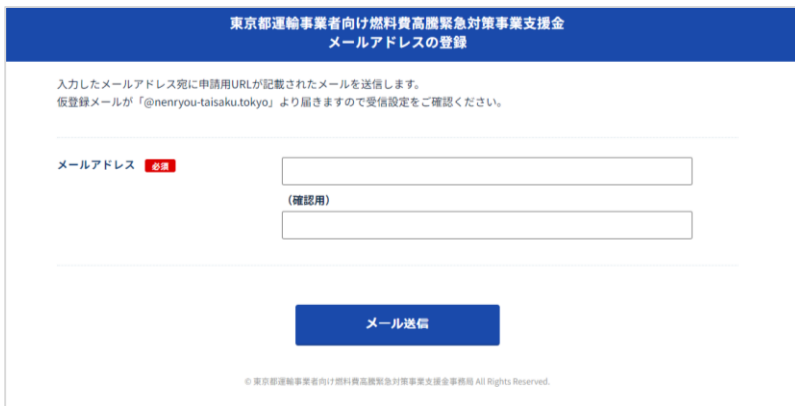 東京都運輸事業者向け燃料費高騰緊急対策事業支援金
メールアドレスの登録
入力したメールアドレス宛に申請用URLが記載されたメールを送信します。
仮登録メールが「@nenryou-taisaku.tokyo」より届きますので受信設定をご確認ください。
メールアドレス 必須
（確認用）
メール送信
© 東京都運輸事業者向け燃料費高騰緊急対策事業支援金事務局 All Rights Reserved.